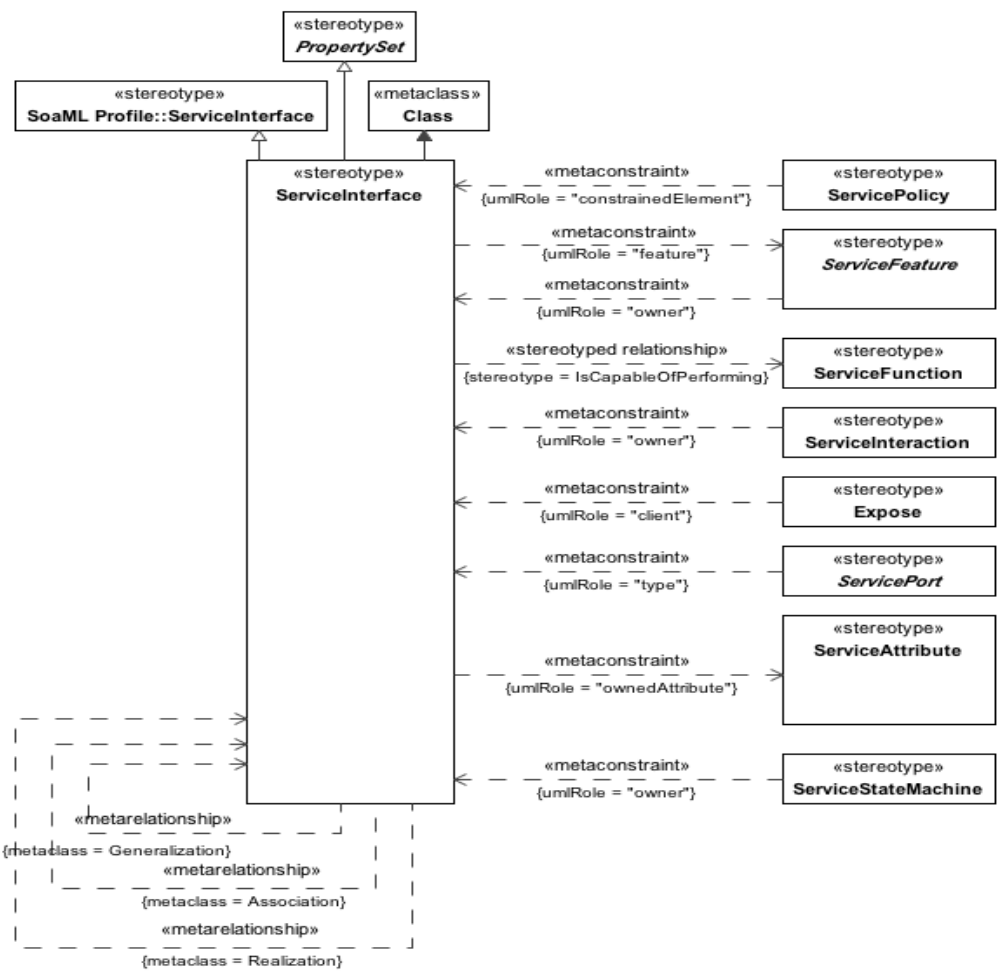 «stereotype»
PropertySet
«stereotype»
SoaML Profile::ServiceInterface
«metaclass»
Class
«stereotype»
ServiceInterface
«metaconstraint»
{umlRole = "constrainedElement"}
«stereotype»
ServicePolicy
«metaconstraint»
{umlRole = "feature"}
«stereotype»
ServiceFeature
«metaconstraint»
{umlRole = "owner"}
«stereotyped relationship»
{stereotype = IsCapableOfPerforming}
«stereotype»
ServiceFunction
«metaconstraint»
{umlRole = "owner"}
«stereotype»
ServiceInteraction
«metaconstraint»
{umlRole = "client"}
«stereotype»
Expose
«metaconstraint»
{umlRole = "type"}
«stereotype»
ServicePort
«metaconstraint»
{umlRole = "ownedAttribute"}
«stereotype»
ServiceAttribute
«metaconstraint»
{umlRole = "owner"}
«stereotype»
ServiceStateMachine
«metarelationship»
{metaclass = Generalization}
«metarelationship»
{metaclass = Association}
«metarelationship»
{metaclass = Realization}